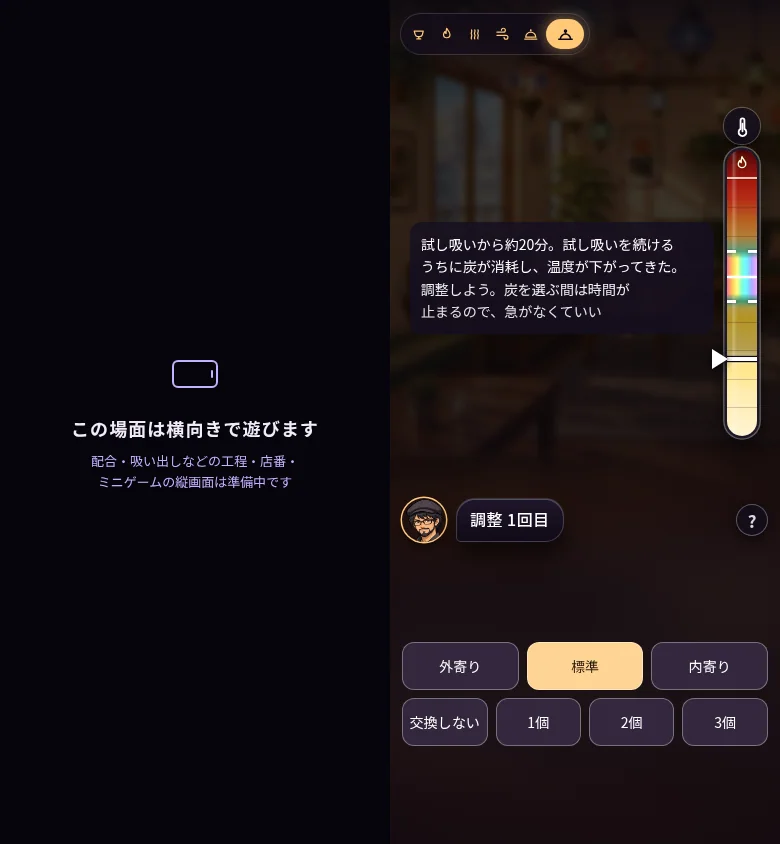 この場面は横向きで遊びます
配合・吸い出しなどの工程・店番・
ミニゲームの縦画面は準備中です
試し吸いから約20分。試し吸いを続ける
うちに炭が消耗し、温度が下がってきた。
調整しよう。炭を選ぶ間は時間が
止まるので、急がなくていい
調整 1回目
?
外寄り
標準
内寄り
交換しない
1個
2個
3個